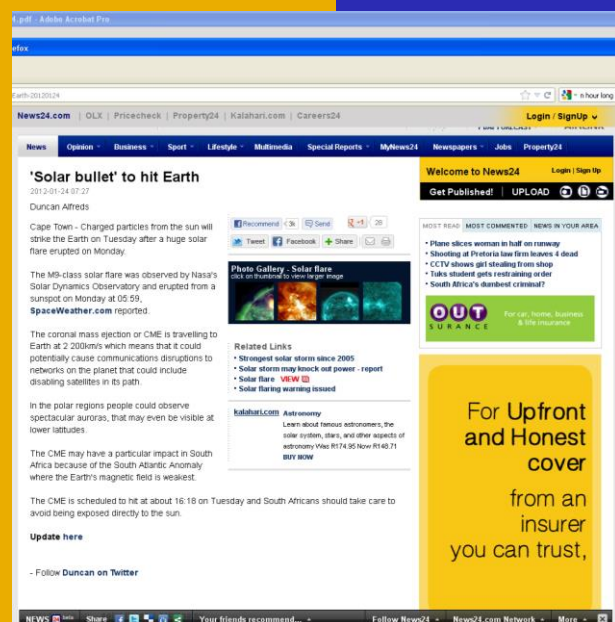 4.pdf - Adobe Acrobat Pro
efox
Earth-20120124
n hour long
News24.com | OLX | Pricecheck | Property24 | Kalahari.com | Careers24
Login / SignUp
News Opinion Business Sport Lifestyle Multimedia Special Reports MyNews24 Newspapers Jobs Property24
'Solar bullet' to hit Earth
2012-01-24 07:27
Duncan Alfreds
Cape Town - Charged particles from the sun will
strike the Earth on Tuesday after a huge solar
flare erupted on Monday.
The M9-class solar flare was observed by Nasa's
Solar Dynamics Observatory and erupted from a
sunspot on Monday at 05:59,
SpaceWeather.com reported.
The coronal mass ejection or CME is travelling to
Earth at 2 200km/s which means that it could
potentially cause communications disruptions to
networks on the planet that could include
disabling satellites in its path.
In the polar regions people could observe
spectacular auroras, that may even be visible at
lower latitudes.
The CME may have a particular impact in South
Africa because of the South Atlantic Anomaly
where the Earth's magnetic field is weakest.
The CME is scheduled to hit at about 16:18 on Tuesday and South Africans should take care to
avoid being exposed directly to the sun.
Update here
- Follow Duncan on Twitter
Recommend 3k Send +1 28
Tweet Facebook Share
Photo Gallery - Solar flare
click on thumbnail to view larger image
Related Links
Strongest solar storm since 2005
Solar storm may knock out power - report
Solar flare VIEW
Solar flaring warning issued
kalahari.com Astronomy
Learn about famous astronomers, the
solar system, stars, and other aspects of
astronomy Was R174.95 Now R148.71
BUY NOW
Welcome to News24 Login | Sign Up
Get Published! UPLOAD
MOST READ MOST COMMENTED NEWS IN YOUR AREA
Plane slices woman in half on runway
Shooting at Pretoria law firm leaves 4 dead
CCTV shows girl stealing from shop
Tuks student gets restraining order
South Africa's dumbest criminal?
OUT
SURANCE
For car, home, business
& life insurance
For Upfront
and Honest
cover
from an
insurer
you can trust,
NEWS beta Share Your friends recommend... Follow News24 News24.com Network More